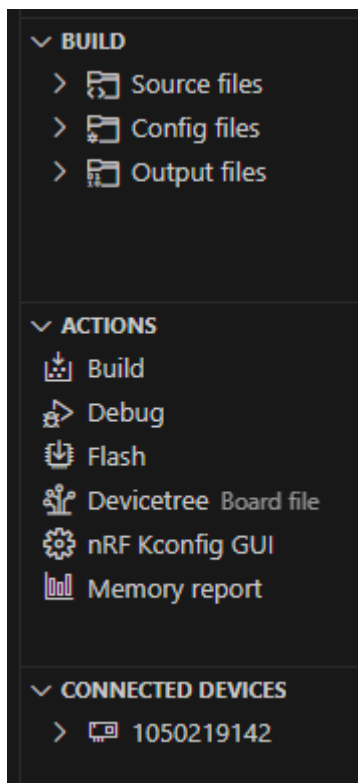 BUILD
Source files
Config files
Output files
ACTIONS
Build
Debug
Flash
Devicetree Board file
nRF Kconfig GUI
Memory report
CONNECTED DEVICES
1050219142